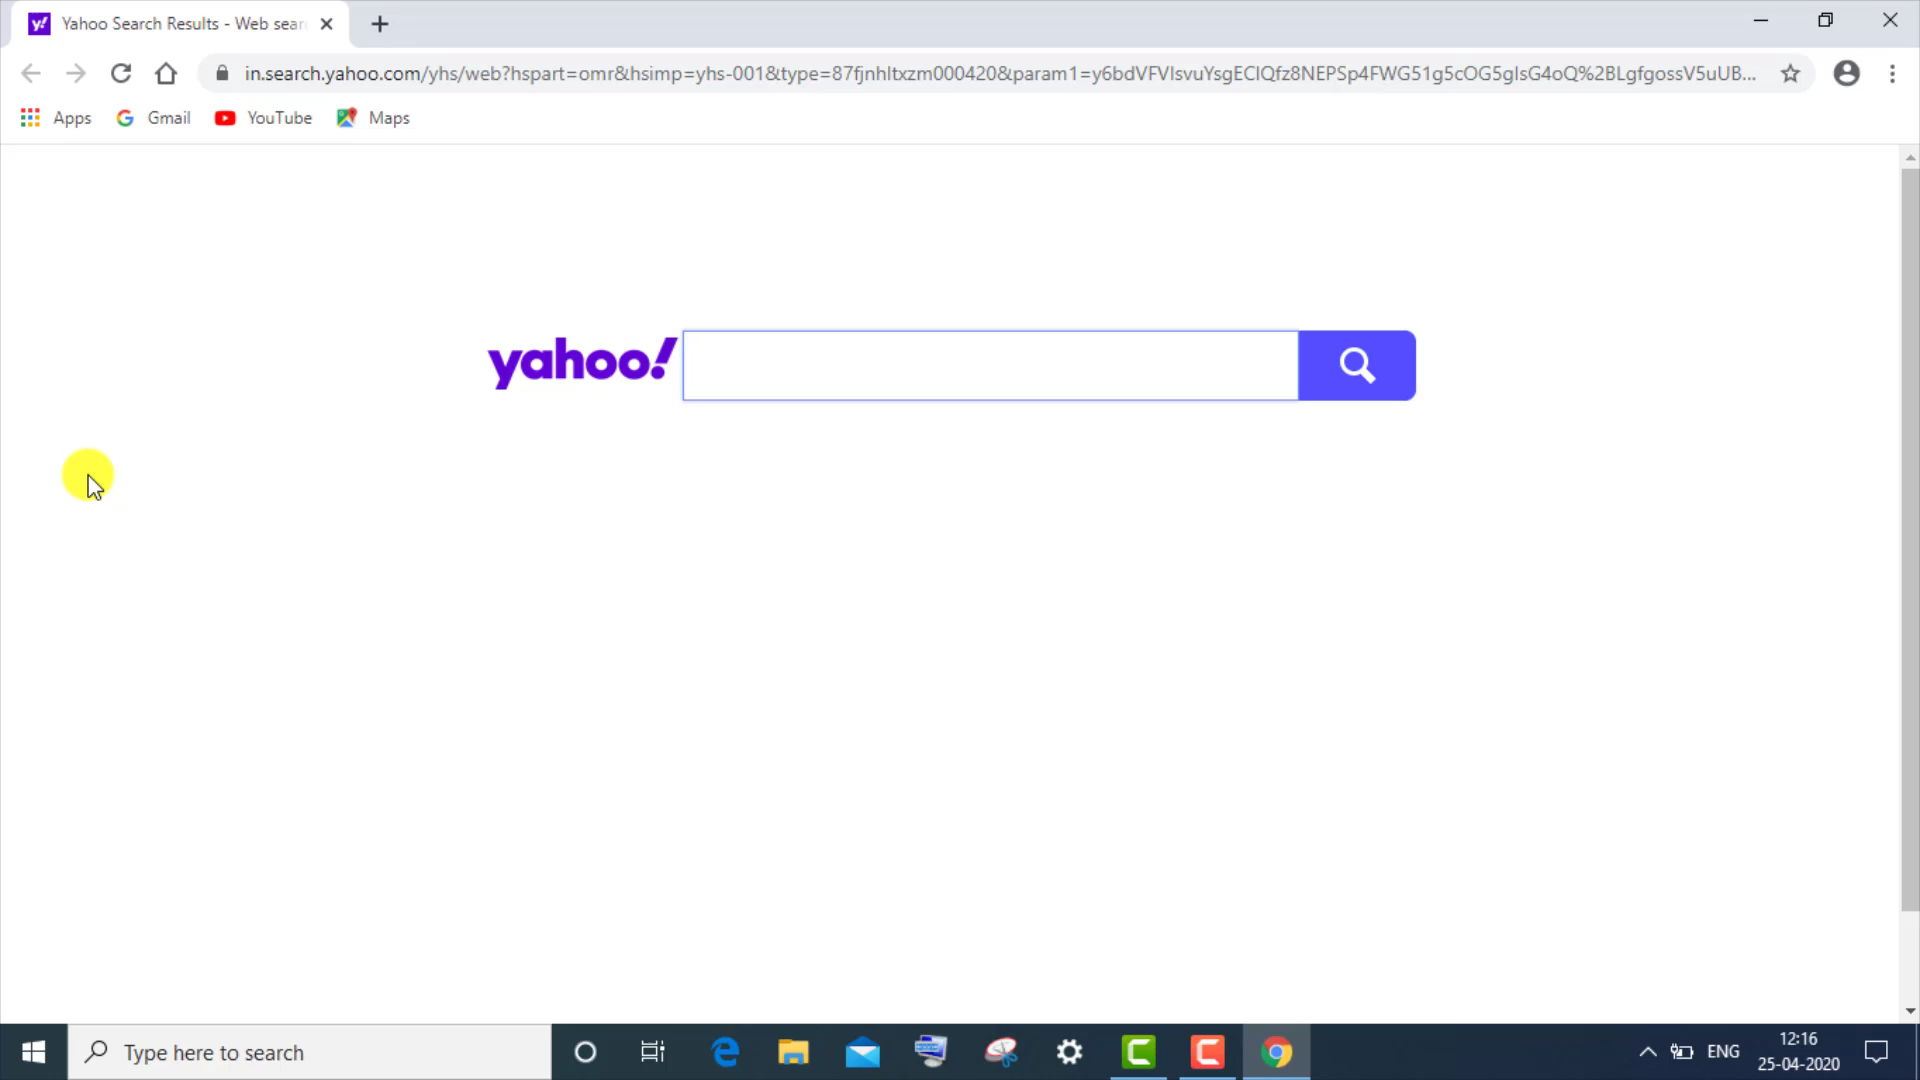 y! Yahoo Search Results - Web sear
in.search.yahoo.com/yhs/web?hspart=omr&hsimp=yhs-001&type=87fjnhltxzm000420&param1=y6bdVFVIsvuYsgECIQfz8NEPSp4FWG51g5cOG5gIsG4oQ%2BLgfgossV5uUB...
Apps Gmail YouTube Maps
yahoo!
Type here to search
ENG
12:16
25-04-2020